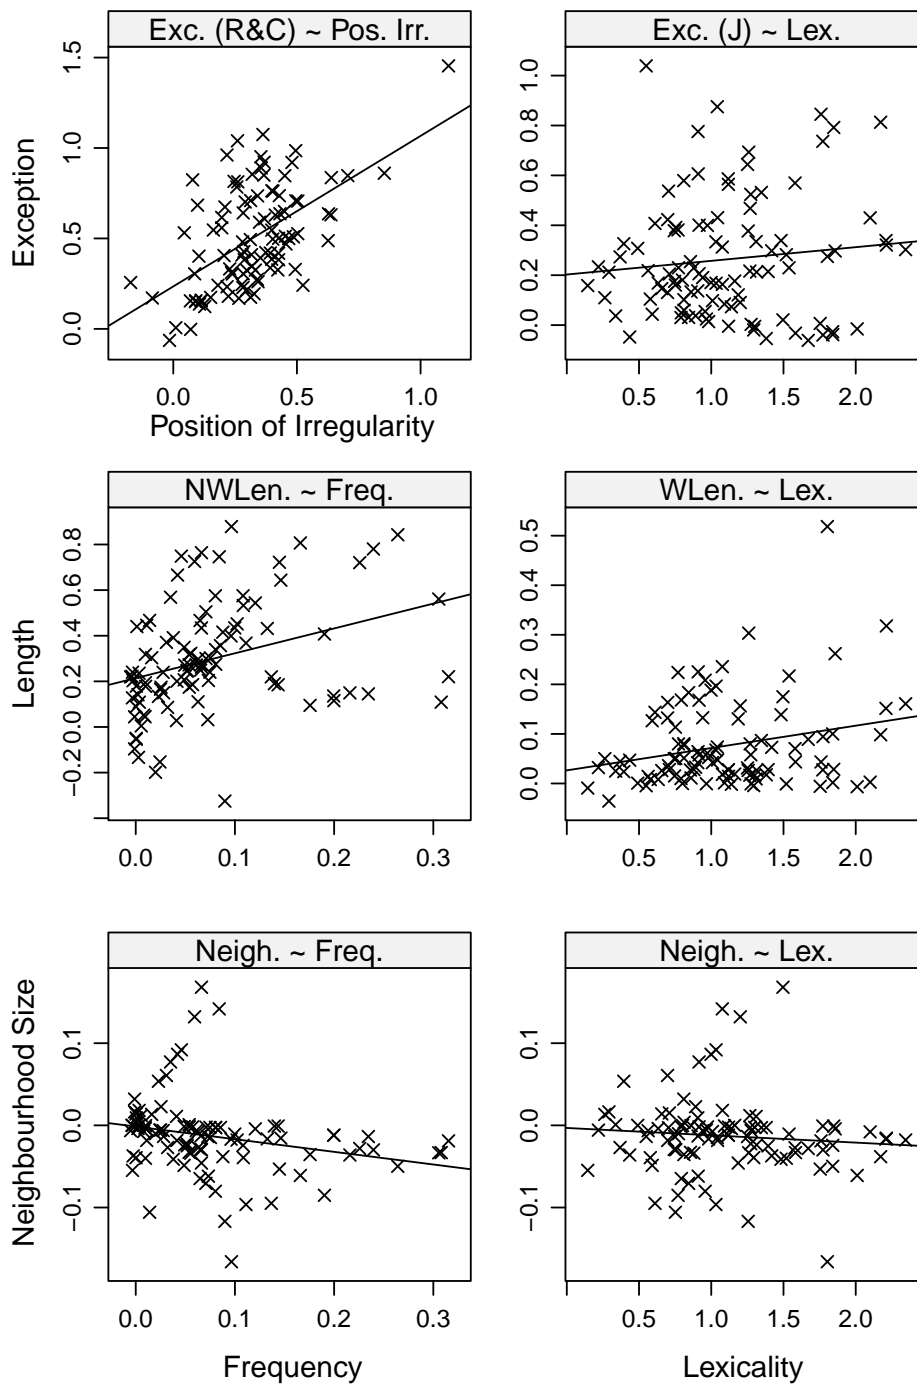 Exc. (R&C) ~ Pos. Irr.
Exception
0.0 0.5 1.0 1.5
0.0 0.5 1.0
Position of Irregularity
Exc. (J) ~ Lex.
0.0 0.2 0.4 0.6 0.8 1.0
0.5 1.0 1.5 2.0
NWLen. ~ Freq.
Length
−0.2 0.0 0.2 0.4 0.6 0.8
0.0 0.1 0.2 0.3
WLen. ~ Lex.
0.0 0.1 0.2 0.3 0.4 0.5
0.5 1.0 1.5 2.0
Neigh. ~ Freq.
Neighbourhood Size
−0.1 0.0 0.1
0.0 0.1 0.2 0.3
Frequency
Neigh. ~ Lex.
−0.1 0.0 0.1
0.5 1.0 1.5 2.0
Lexicality